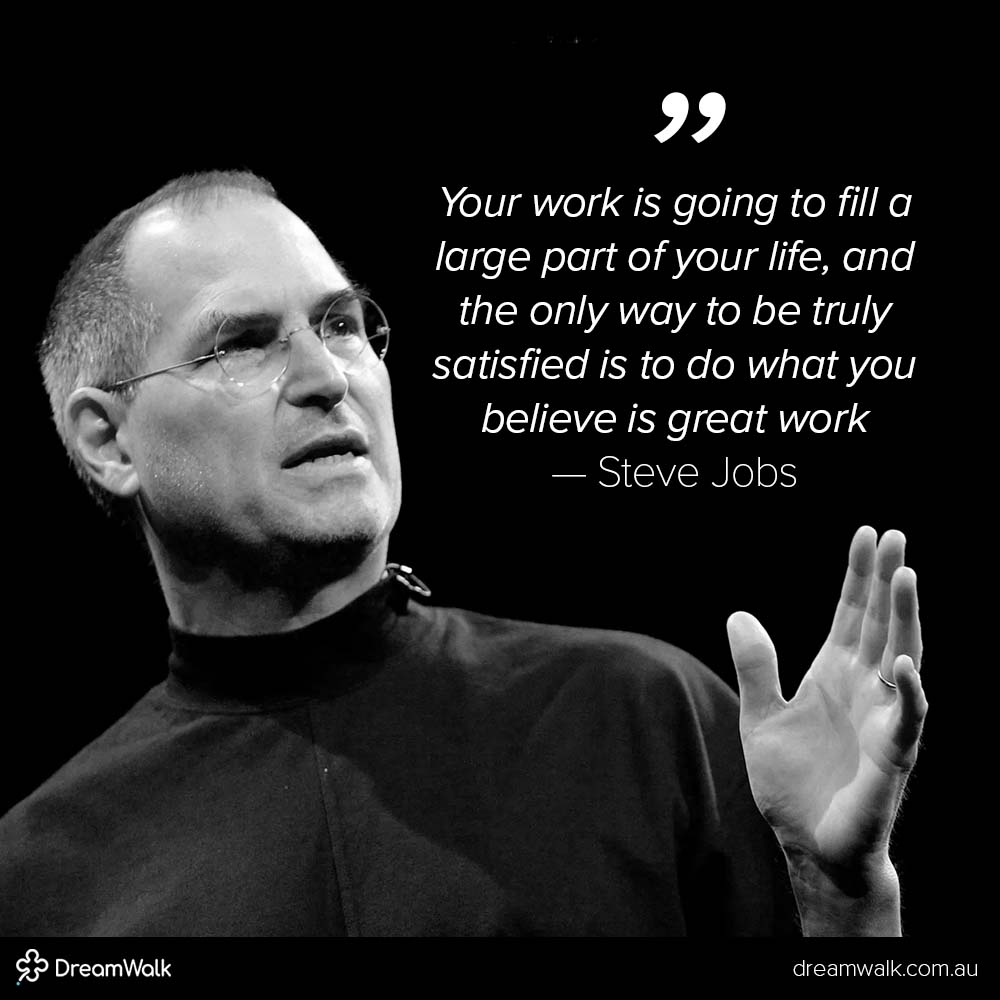 ”
Your work is going to fill a
large part of your life, and
the only way to be truly
satisfied is to do what you
believe is great work
— Steve Jobs
DreamWalk
dreamwalk.com.au